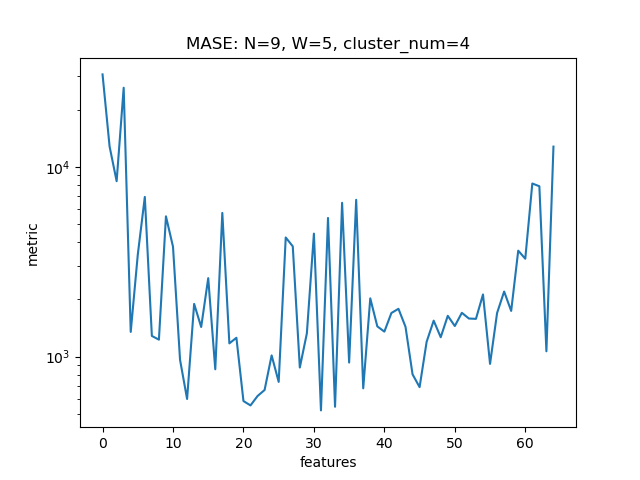 MASE: N=9, W=5, cluster_num=4
10⁴
10³
metric
0 10 20 30 40 50 60
features